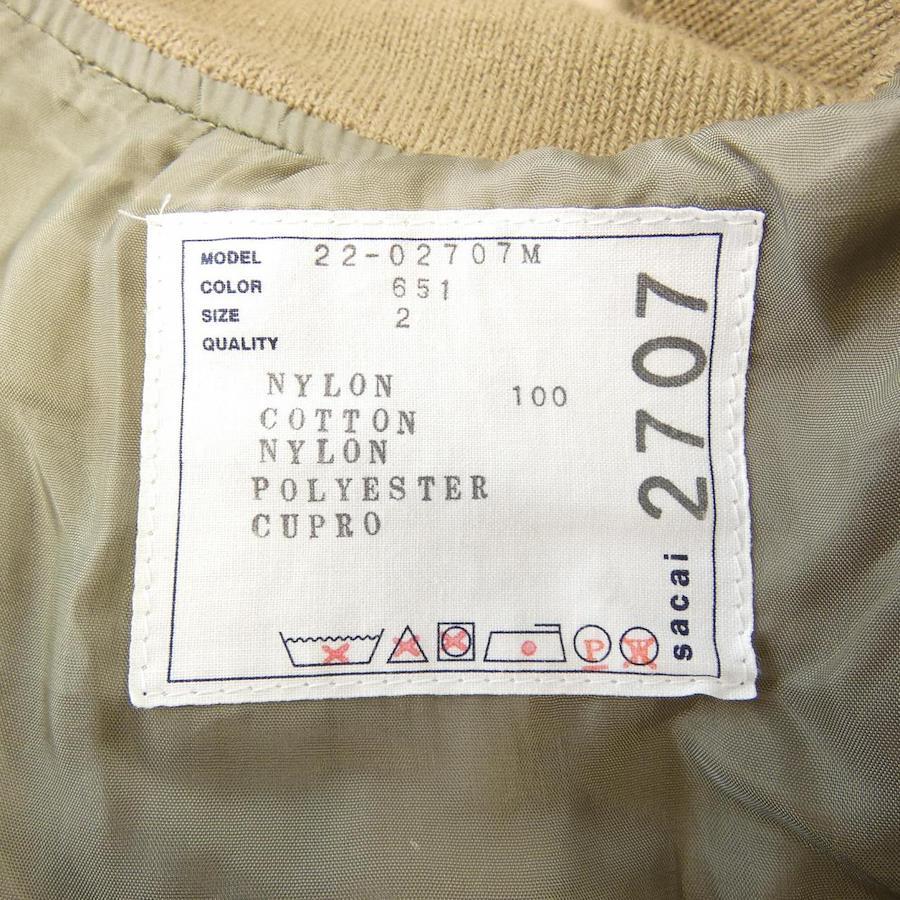 MODEL 22-02707M
COLOR 651
SIZE 2
QUALITY
NYLON 100
COTTON
NYLON
POLYESTER
CUPRO
P
W
sacai 2707